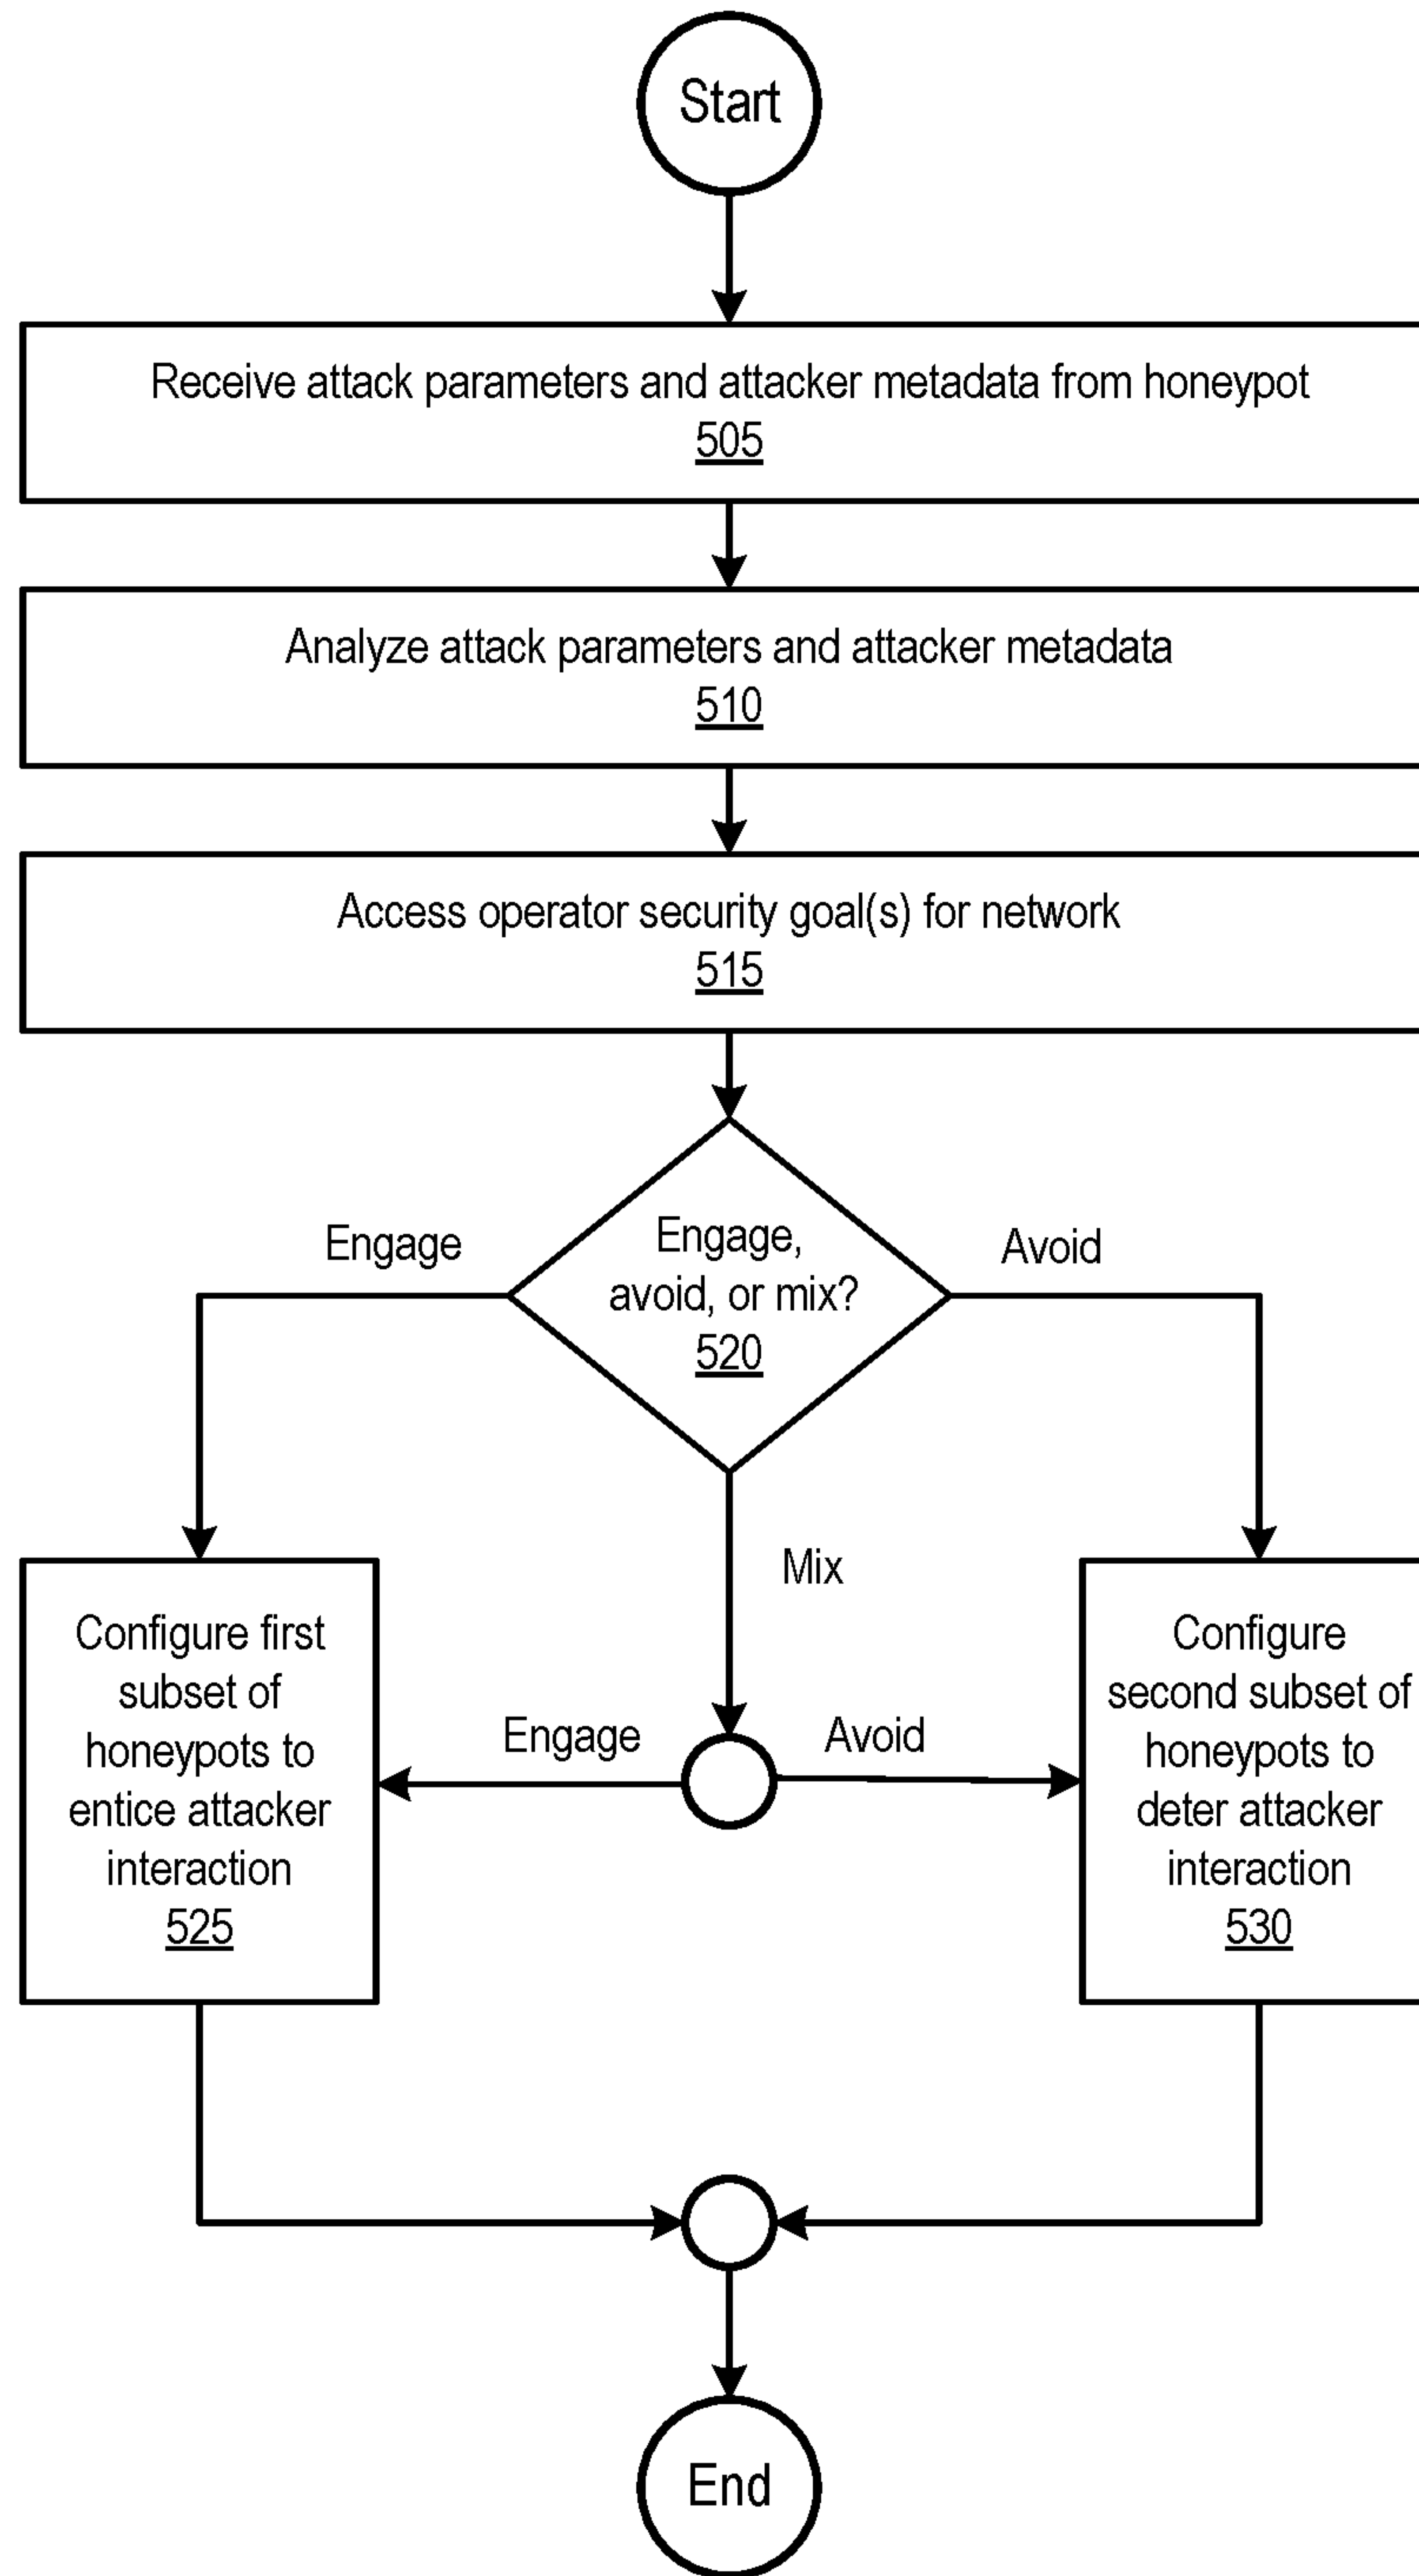 Start
Receive attack parameters and attacker metadata from honeypot
505
Analyze attack parameters and attacker metadata
510
Access operator security goal(s) for network
515
Engage
Engage,
avoid, or mix?
520
Avoid
Mix
Configure first
subset of
honeypots to
entice attacker
interaction
525
Engage
Avoid
Configure
second subset of
honeypots to
deter attacker
interaction
530
End